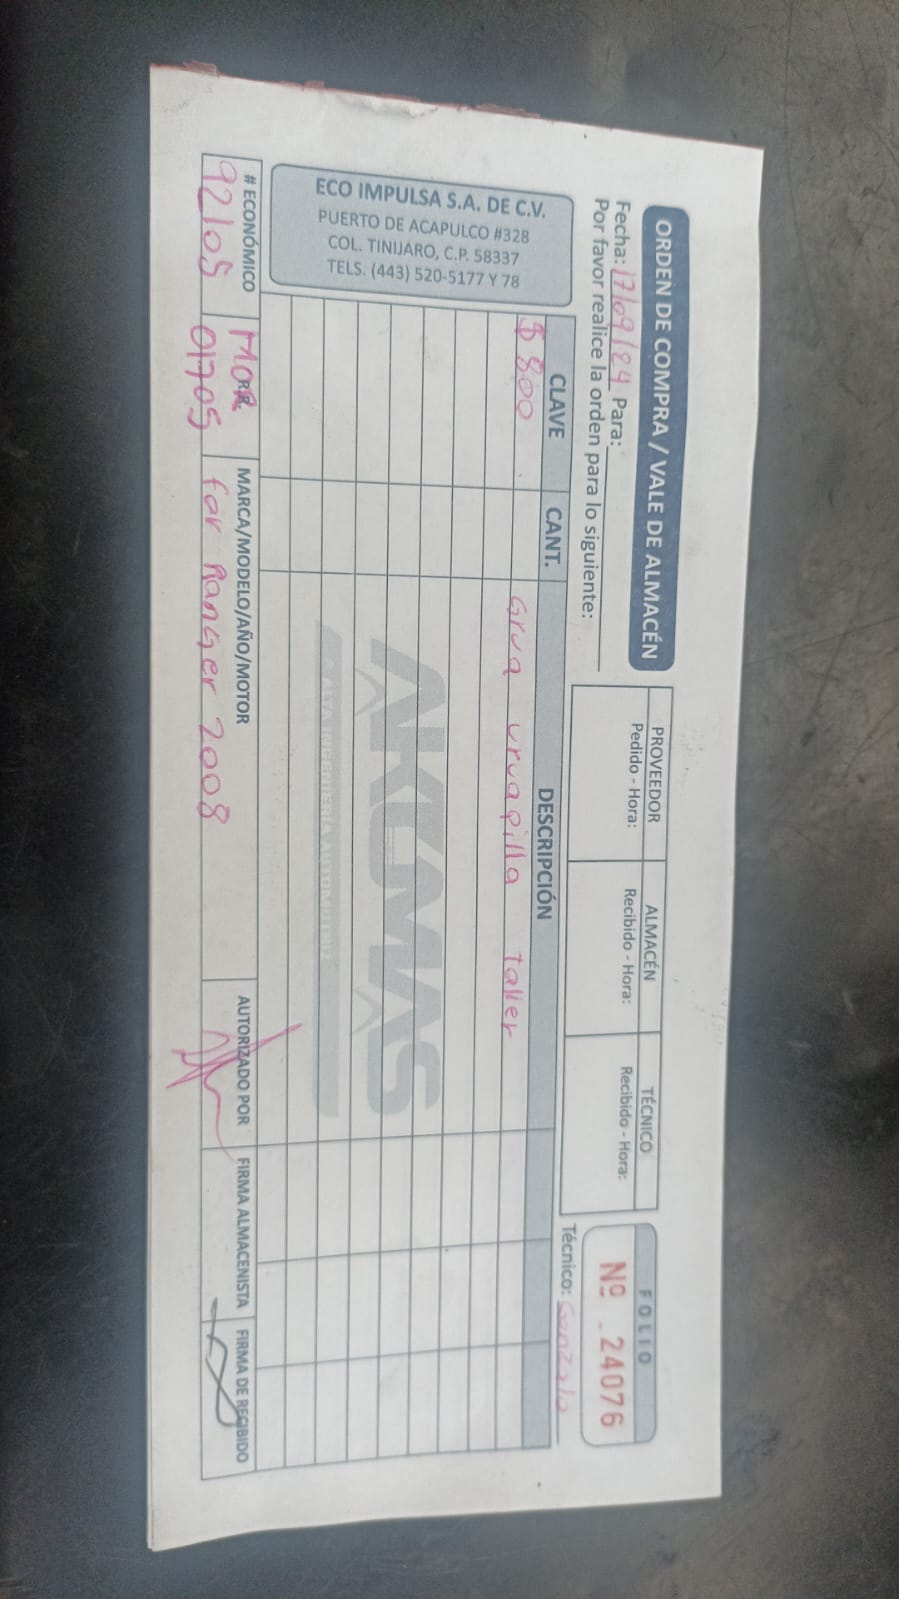 ORDEN DE COMPRA / VALE DE ALMACÉN
Fecha: 17/09/24 Para:
Por favor realice la orden para lo siguiente:
PROVEEDOR
Pedido - Hora:
ALMACÉN
Recibido - Hora:
TÉCNICO
Recibido - Hora:
FOLIO
Nº 24076
Técnico: Gonzalo
ECO IMPULSA S.A. DE C.V.
PUERTO DE ACAPULCO #328
COL. TINIJARO, C.P. 58337
TELS. (443) 520-5177 Y 78
CLAVE CANT. DESCRIPCIÓN
$ 800 Grua uruapilla taller
AKUMAS
ALTA INGENIERÍA AUTOMOTRIZ
# ECONÓMICO R.R. MARCA/MODELO/AÑO/MOTOR AUTORIZADO POR FIRMA ALMACENISTA FIRMA DE RECIBIDO
MOR
92105 01705 for Ranger 2008